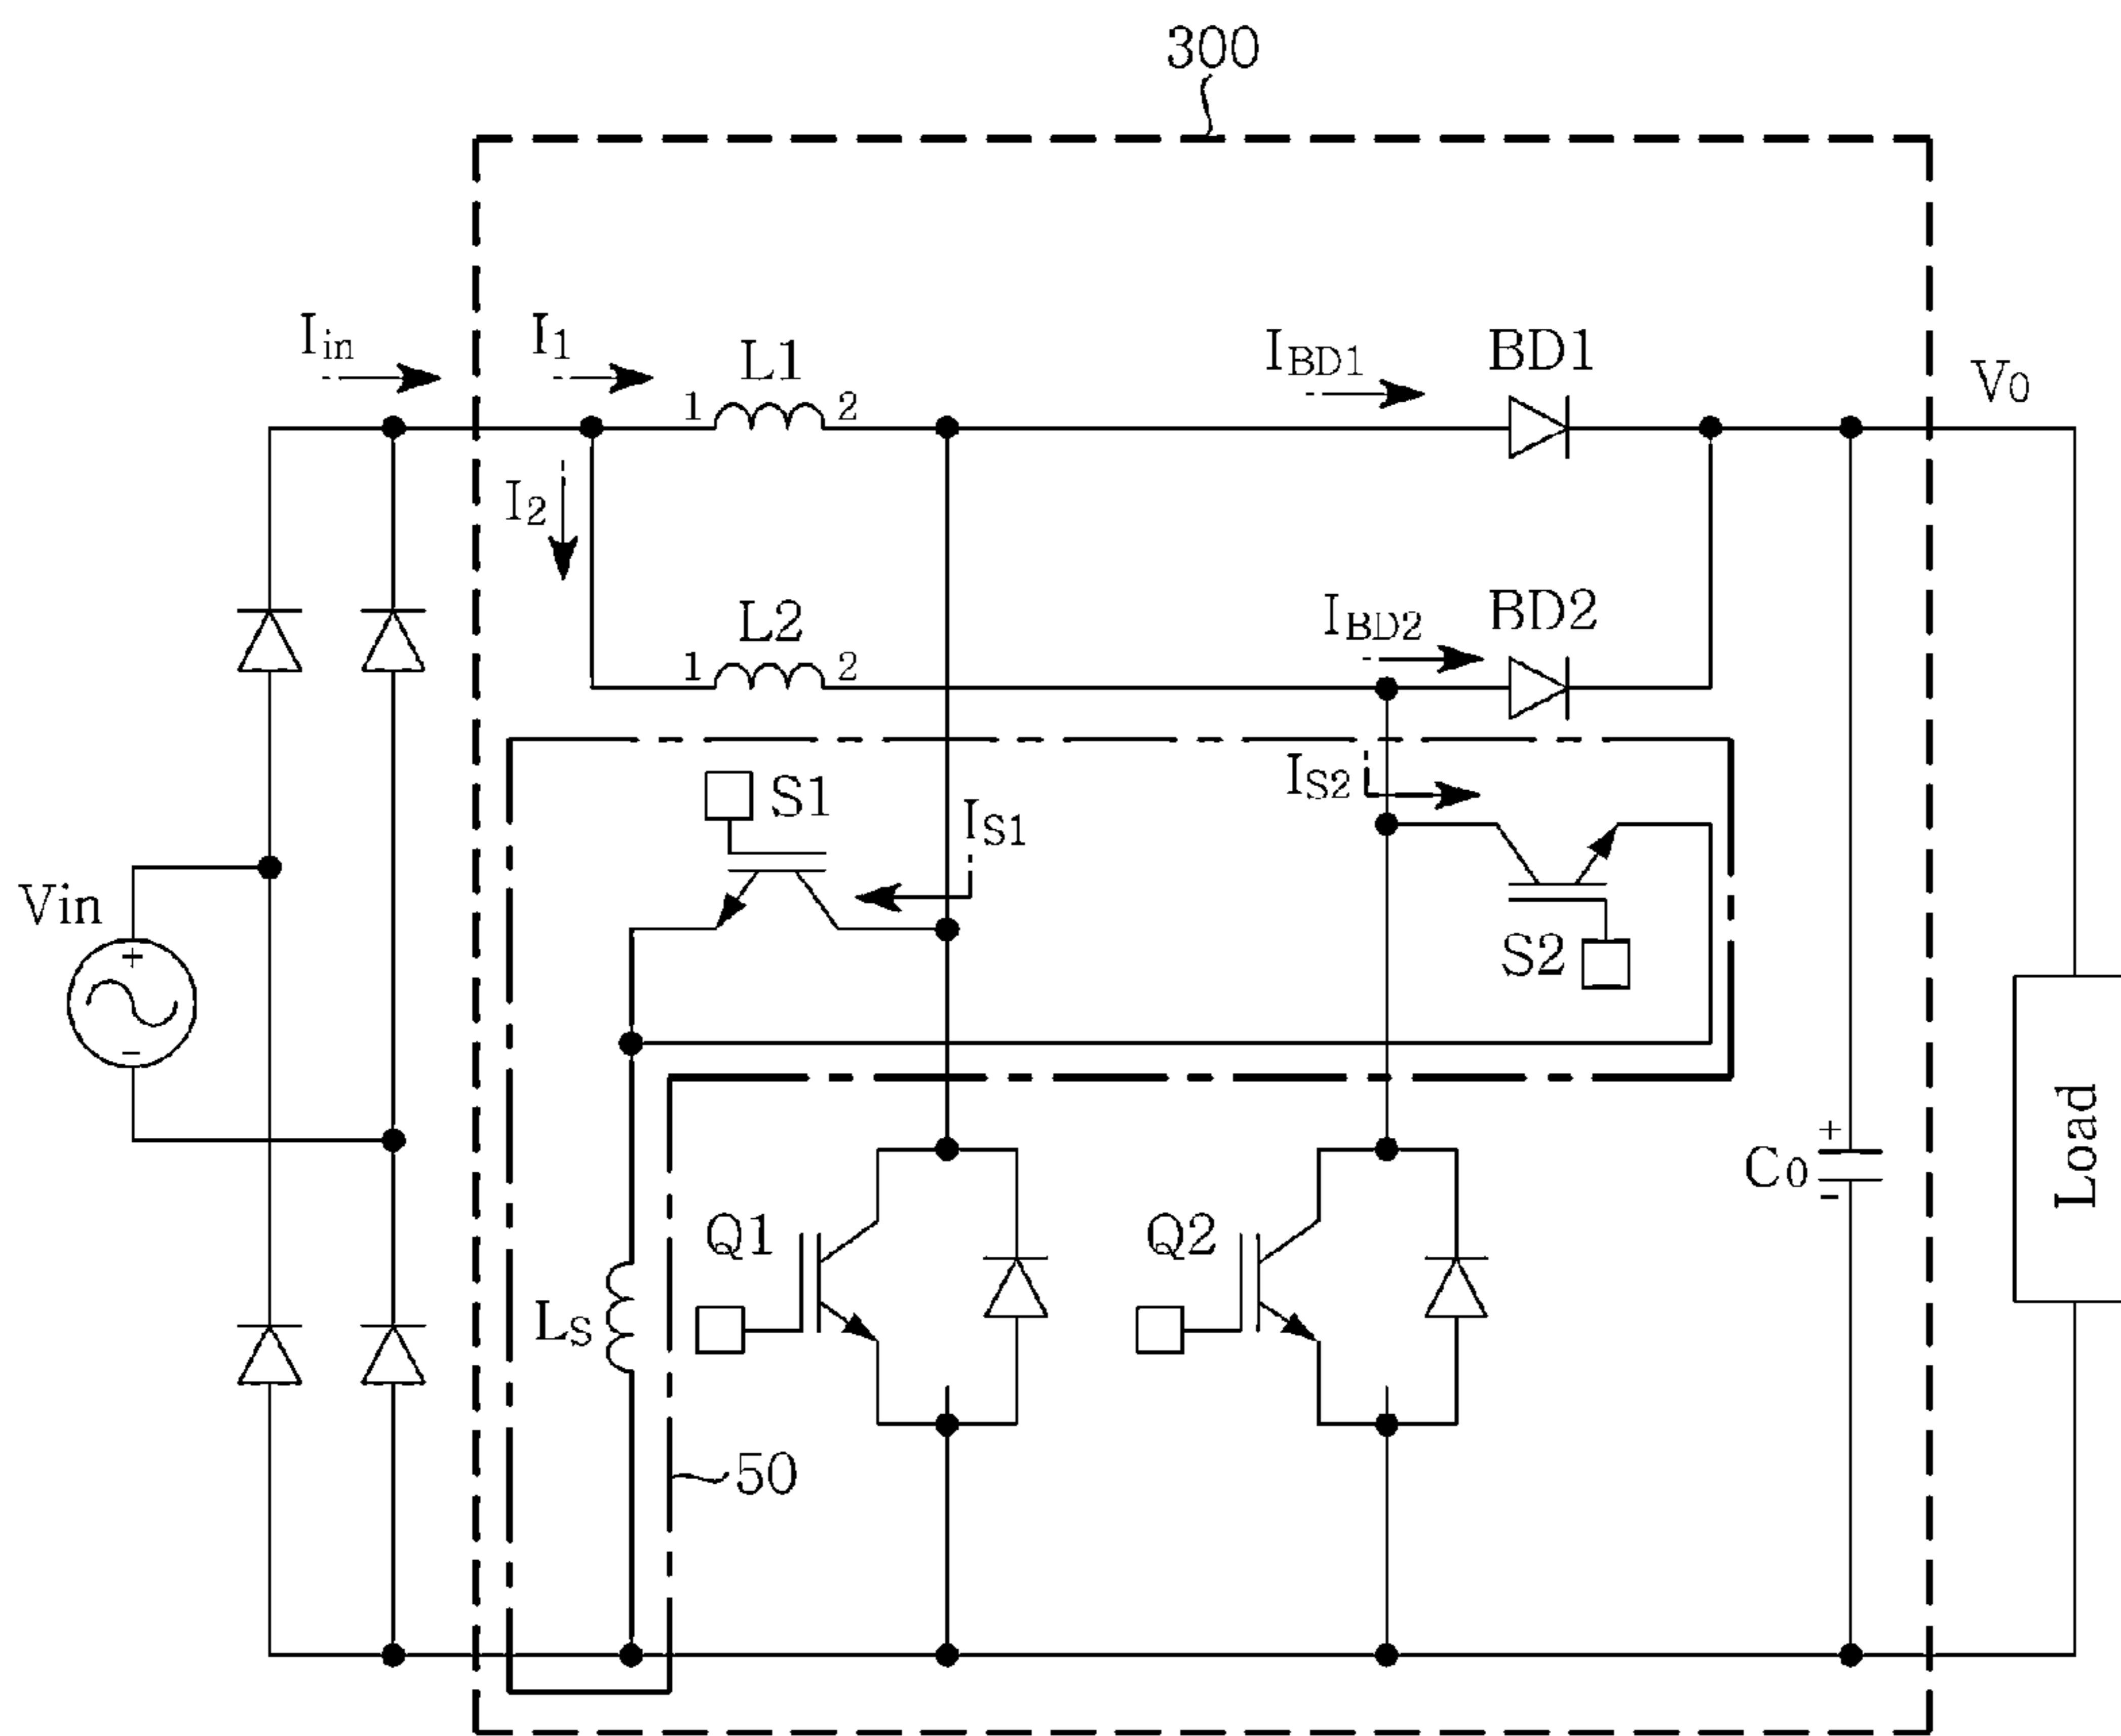 300
Iin
I1
L1
1
2
IBD1
BD1
V0
I2
L2
1
2
IBD2
BD2
S1
IS1
IS2
S2
Vin
+
−
Q1
Q2
LS
C0
+
-
Load
50